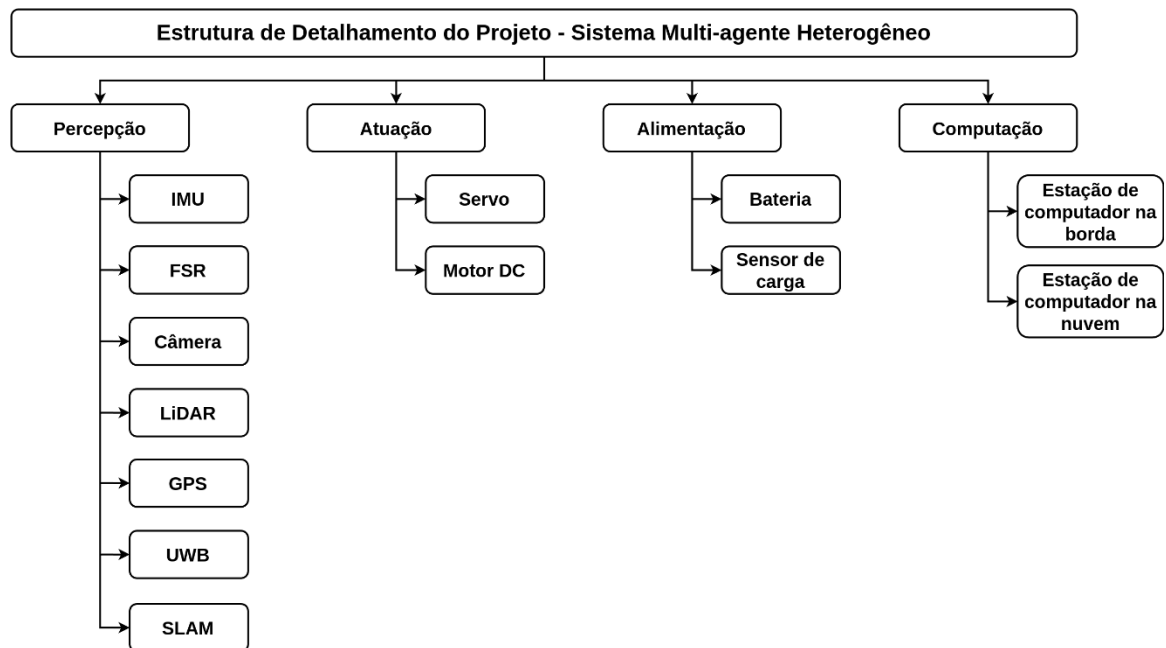 Estrutura de Detalhamento do Projeto - Sistema Multi-agente Heterogêneo
Percepção
IMU
FSR
Câmera
LiDAR
GPS
UWB
SLAM
Atuação
Servo
Motor DC
Alimentação
Bateria
Sensor de
carga
Computação
Estação de
computador na
borda
Estação de
computador na
nuvem